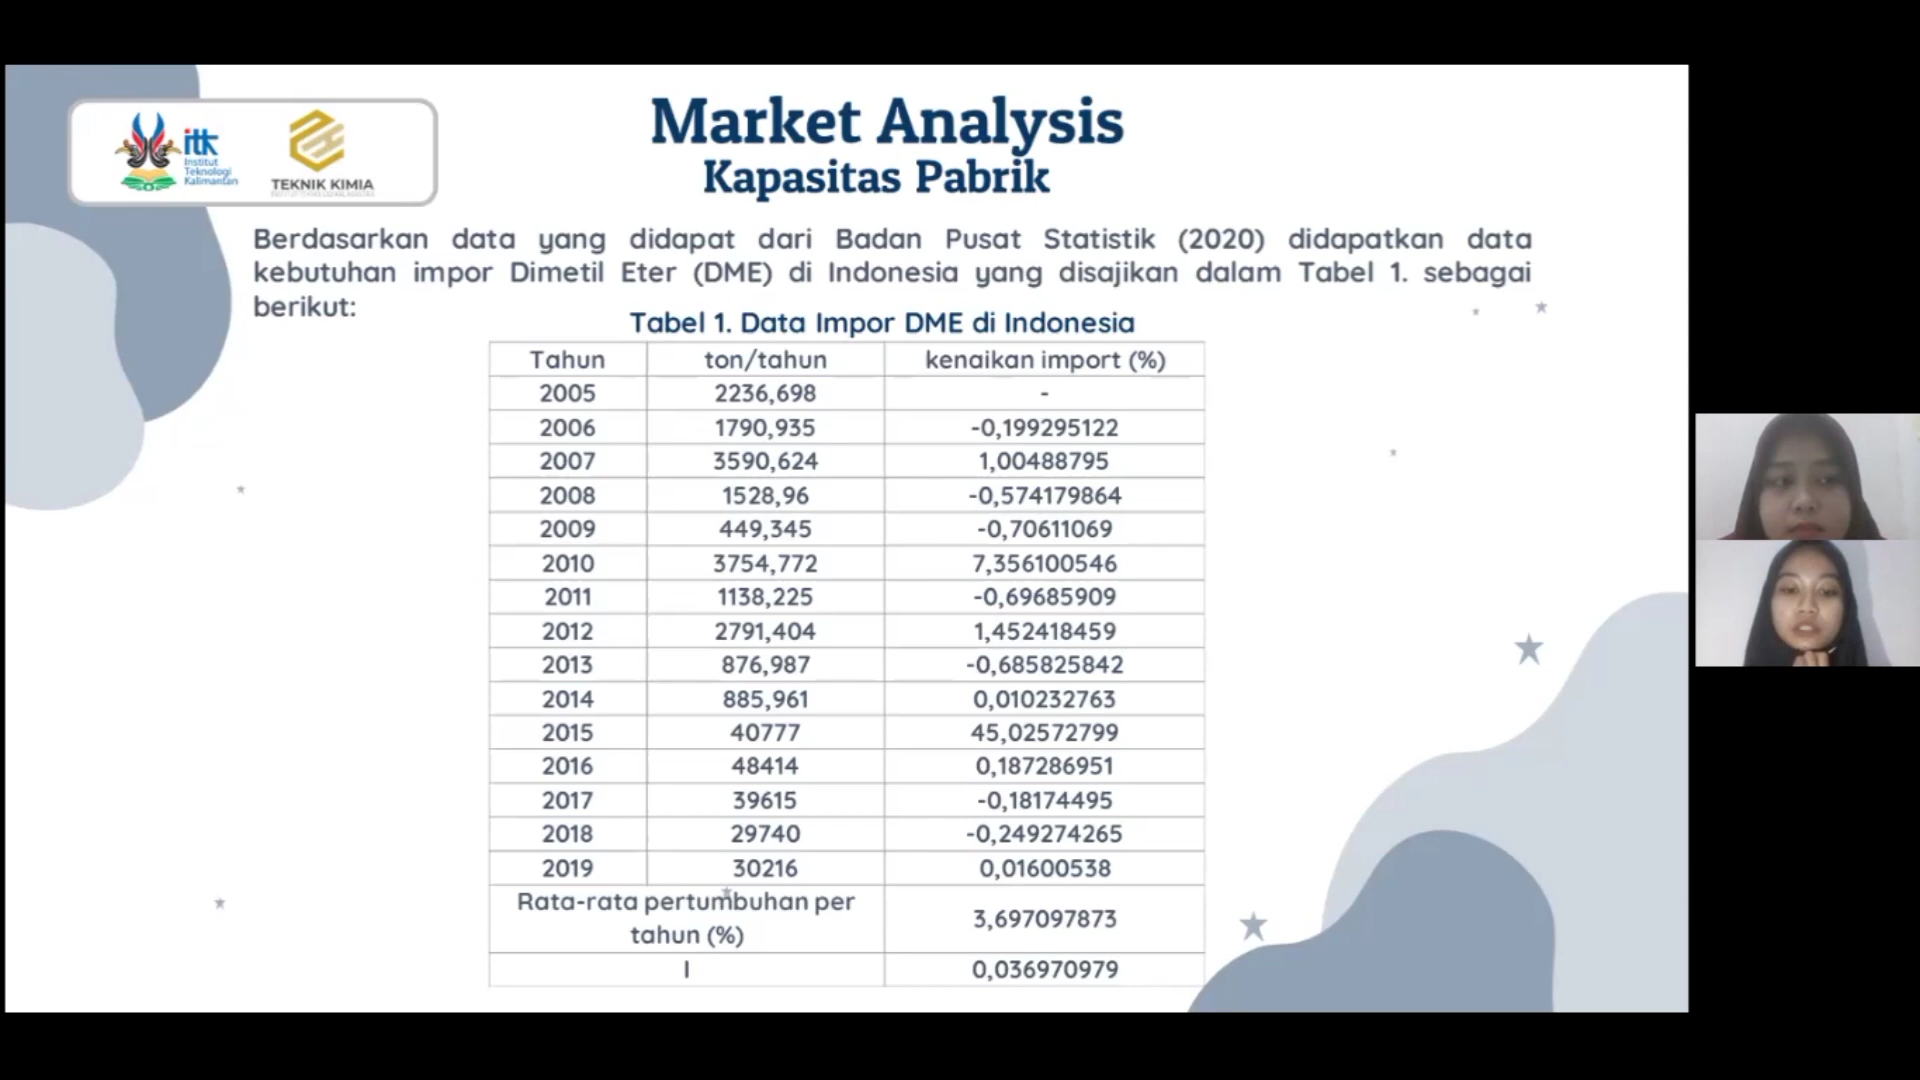 itk
Institut
Teknologi
Kalimantan
TEKNIK KIMIA
Market Analysis
Kapasitas Pabrik
Berdasarkan data yang didapat dari Badan Pusat Statistik (2020) didapatkan data
kebutuhan impor Dimetil Eter (DME) di Indonesia yang disajikan dalam Tabel 1. sebagai
berikut:
Tabel 1. Data Impor DME di Indonesia
Tahun ton/tahun kenaikan import (%)
2005 2236,698 -
2006 1790,935 -0,199295122
2007 3590,624 1,00488795
2008 1528,96 -0,574179864
2009 449,345 -0,70611069
2010 3754,772 7,356100546
2011 1138,225 -0,69685909
2012 2791,404 1,452418459
2013 876,987 -0,685825842
2014 885,961 0,010232763
2015 40777 45,02572799
2016 48414 0,187286951
2017 39615 -0,18174495
2018 29740 -0,249274265
2019 30216 0,01600538
Rata-rata pertumbuhan per
tahun (%) 3,697097873
I 0,036970979